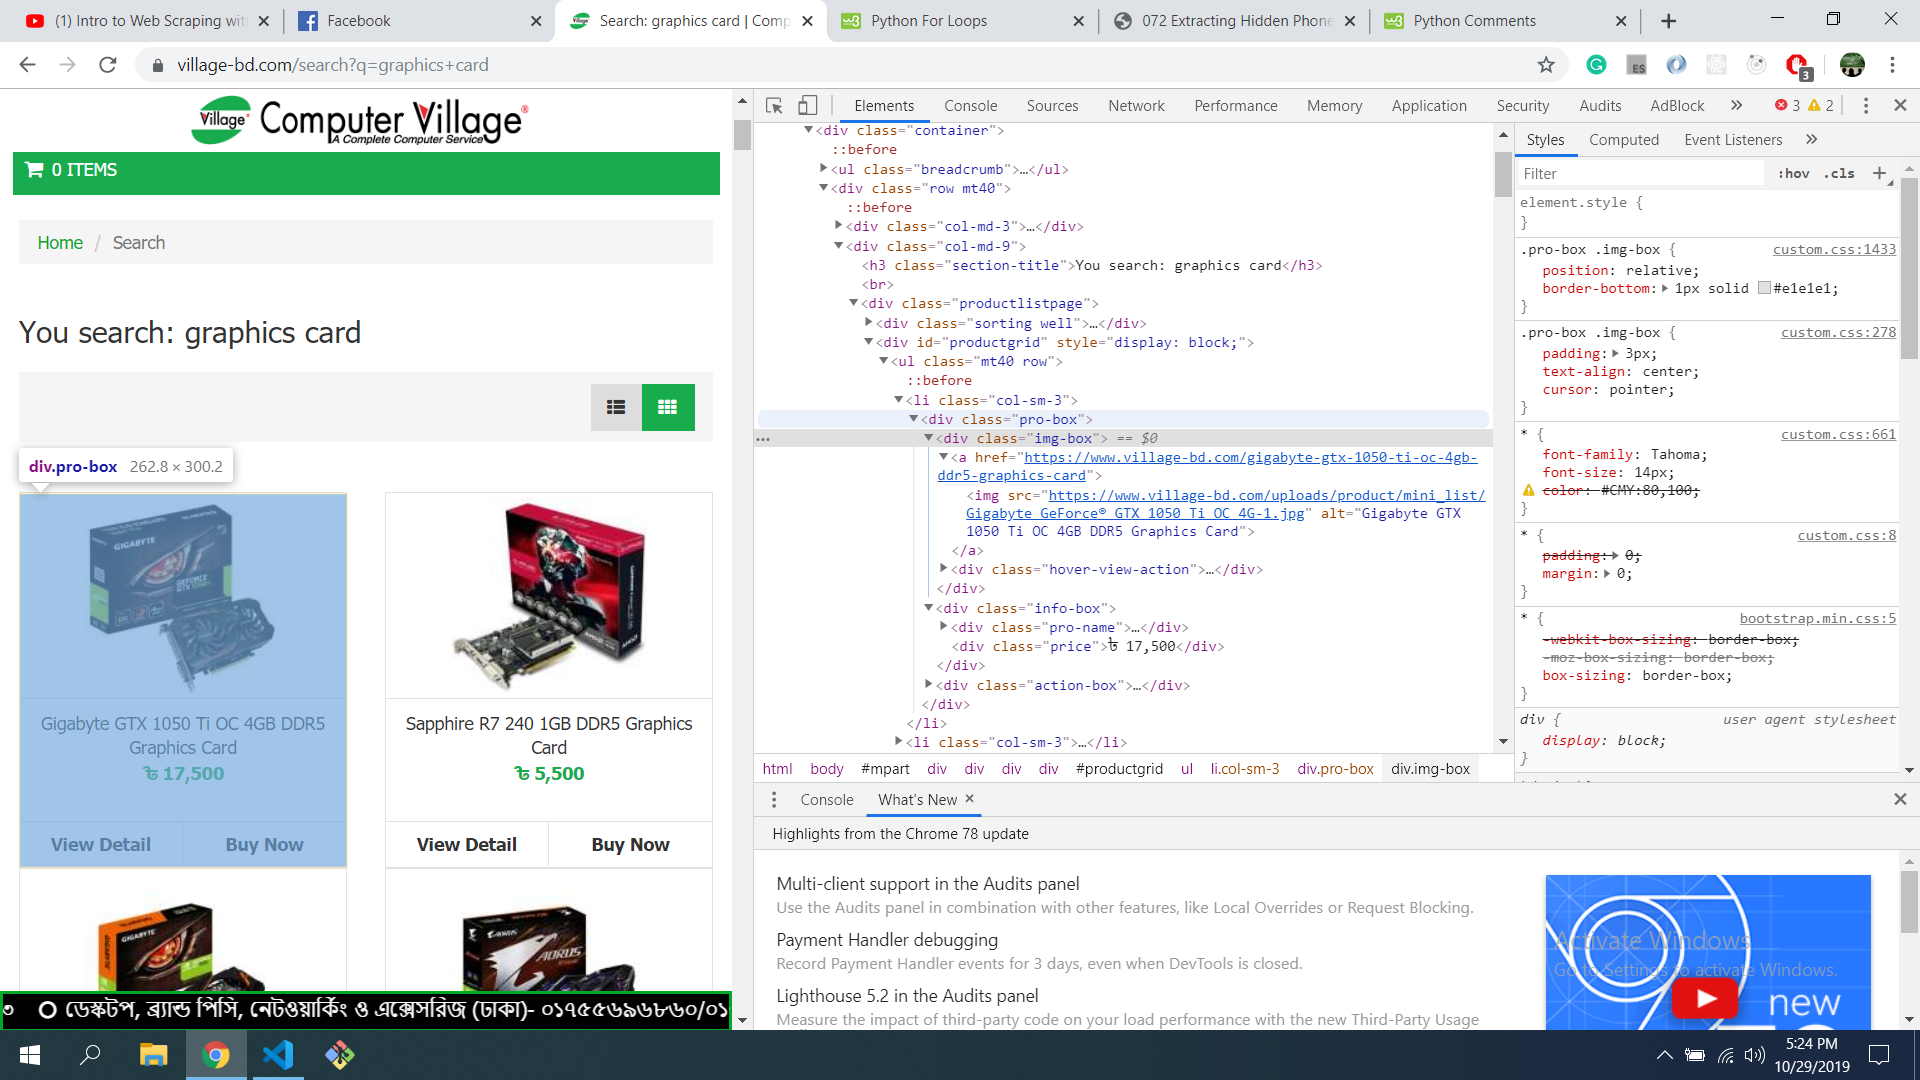 (1) Intro to Web Scraping wit
Facebook
Search: graphics card | Comp
Python For Loops
072 Extracting Hidden Phone
Python Comments
village-bd.com/search?q=graphics+card
3
Village®
Computer Village®
A Complete Computer Service
0 ITEMS
Home / Search
You search: graphics card
div.pro-box 262.8 × 300.2
Gigabyte GTX 1050 Ti OC 4GB DDR5
Graphics Card
৳ 17,500
View Detail Buy Now
Sapphire R7 240 1GB DDR5 Graphics
Card
৳ 5,500
View Detail Buy Now
৩ ডেস্কটপ, ব্র্যান্ড পিসি, নেটওয়ার্কিং ও এক্সেসরিজ (ঢাকা)- ০১৭৫৫৬৯৬৮৬০/০১
Elements Console Sources Network Performance Memory Application Security Audits AdBlock » 3 2
<div class="container">
::before
<ul class="breadcrumb">…</ul>
<div class="row mt40">
::before
<div class="col-md-3">…</div>
<div class="col-md-9">
<h3 class="section-title">You search: graphics card</h3>
<br>
<div class="productlistpage">
<div class="sorting well">…</div>
<div id="productgrid" style="display: block;">
<ul class="mt40 row">
::before
<li class="col-sm-3">
<div class="pro-box">
… <div class="img-box"> == $0
<a href="https://www.village-bd.com/gigabyte-gtx-1050-ti-oc-4gb-
ddr5-graphics-card">
<img src="https://www.village-bd.com/uploads/product/mini_list/
Gigabyte GeForce® GTX 1050 Ti OC 4G-1.jpg" alt="Gigabyte GTX
1050 Ti OC 4GB DDR5 Graphics Card">
</a>
<div class="hover-view-action">…</div>
</div>
<div class="info-box">
<div class="pro-name">…</div>
<div class="price">৳ 17,500</div>
</div>
<div class="action-box">…</div>
</div>
</li>
<li class="col-sm-3">…</li>
html body #mpart div div div div #productgrid ul li.col-sm-3 div.pro-box div.img-box
Styles Computed Event Listeners »
Filter :hov .cls +
element.style {
}
.pro-box .img-box { custom.css:1433
position: relative;
border-bottom: 1px solid #e1e1e1;
}
.pro-box .img-box { custom.css:278
padding: 3px;
text-align: center;
cursor: pointer;
}
* { custom.css:661
font-family: Tahoma;
font-size: 14px;
color: #CMY:80,100;
}
* { custom.css:8
padding: 0;
margin: 0;
}
* { bootstrap.min.css:5
-webkit-box-sizing: border-box;
-moz-box-sizing: border-box;
box-sizing: border-box;
}
div { user agent stylesheet
display: block;
}
Console What's New
Highlights from the Chrome 78 update
Multi-client support in the Audits panel
Use the Audits panel in combination with other features, like Local Overrides or Request Blocking.
Payment Handler debugging
Record Payment Handler events for 3 days, even when DevTools is closed.
Lighthouse 5.2 in the Audits panel
Measure the impact of third-party code on your load performance with the new Third-Party Usage
new
Activate Windows
Go to Settings to activate Windows.
5:24 PM
10/29/2019